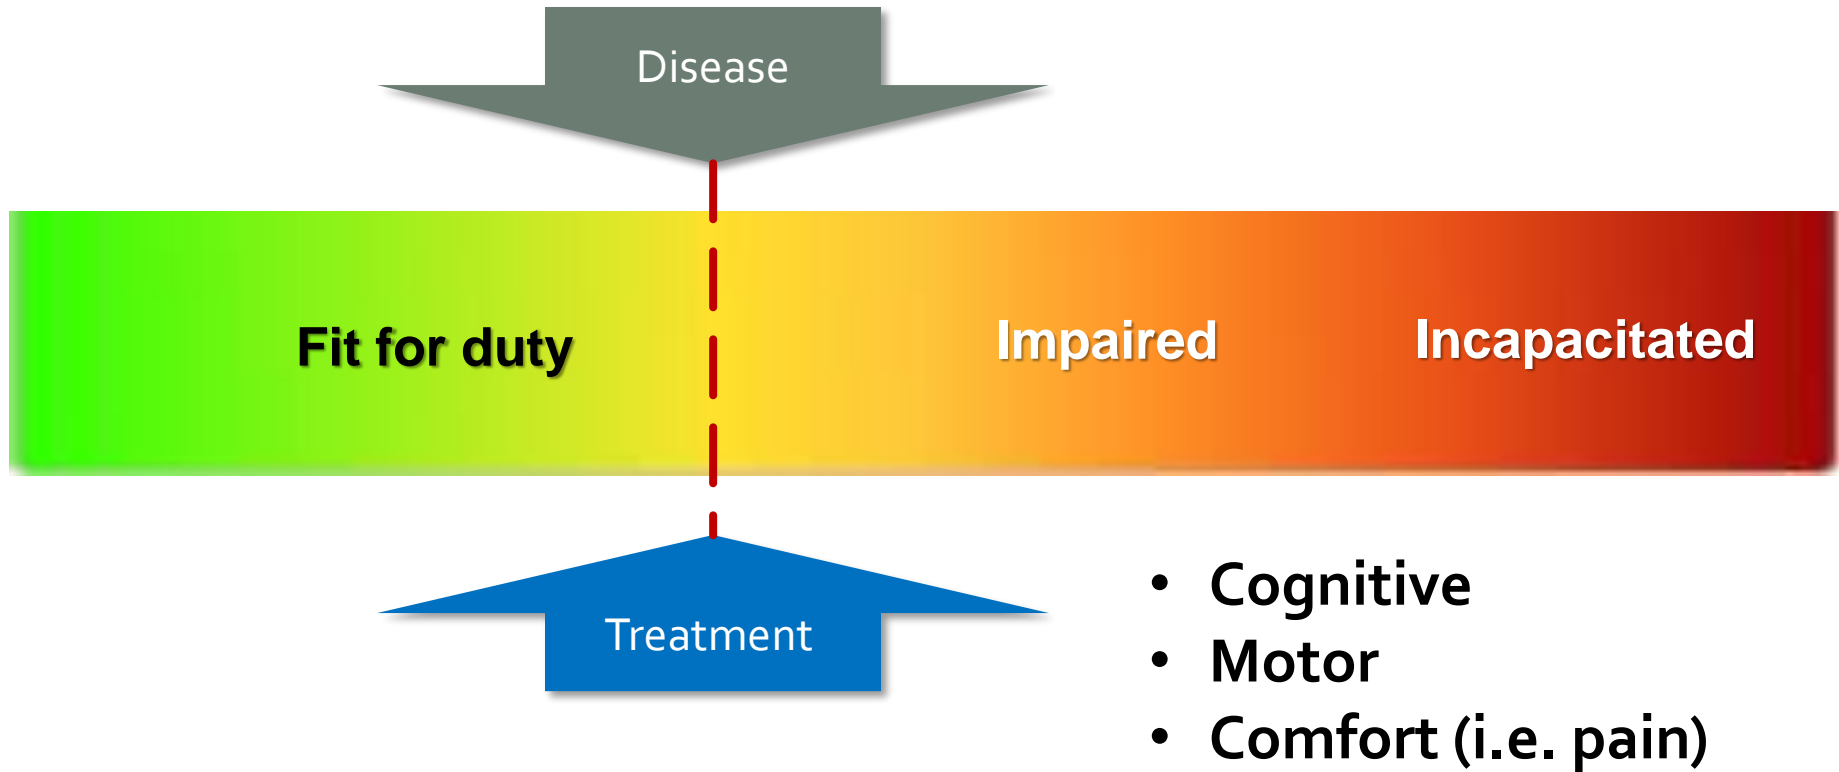 Disease
Fit for duty
Impaired
Incapacitated
Treatment
• Cognitive
• Motor
• Comfort (i.e. pain)